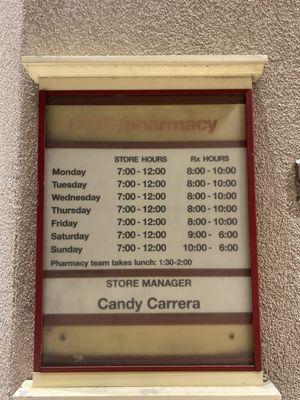 CVS/pharmacy
STORE HOURS Rx HOURS
Monday 7:00 - 12:00 8:00 - 10:00
Tuesday 7:00 - 12:00 8:00 - 10:00
Wednesday 7:00 - 12:00 8:00 - 10:00
Thursday 7:00 - 12:00 8:00 - 10:00
Friday 7:00 - 12:00 8:00 - 10:00
Saturday 7:00 - 12:00 9:00 - 6:00
Sunday 7:00 - 12:00 10:00 - 6:00
Pharmacy team takes lunch: 1:30-2:00
STORE MANAGER
Candy Carrera